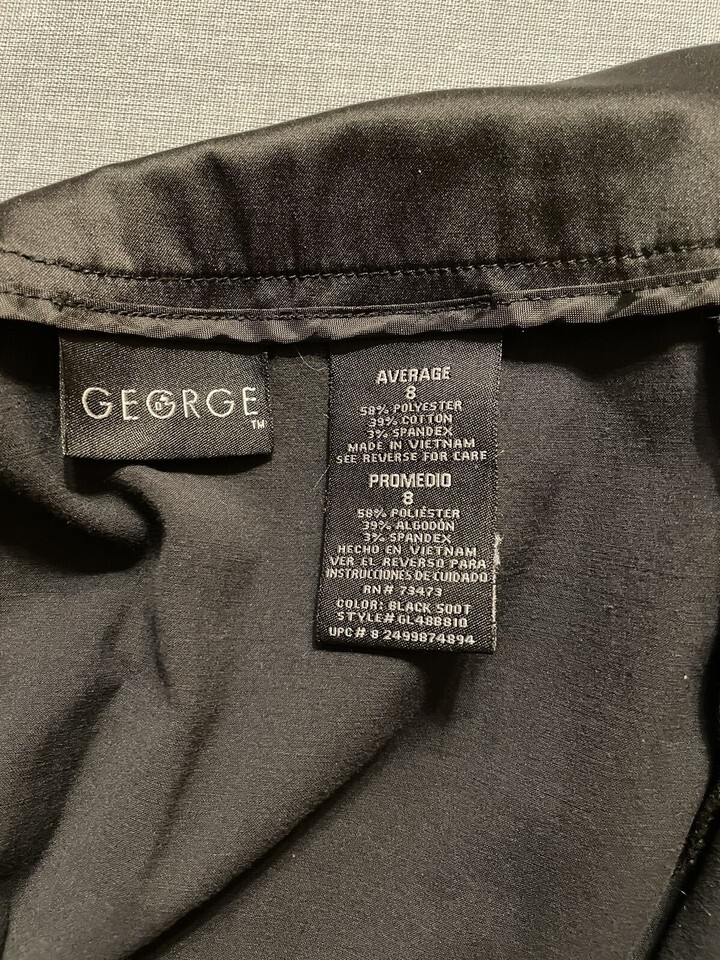 GEORGE
TM
AVERAGE
8
58% POLYESTER
39% COTTON
3% SPANDEX
MADE IN VIETNAM
SEE REVERSE FOR CARE
PROMEDIO
8
58% POLIÉSTER
39% ALGODÓN
3% SPANDEX
HECHO EN VIETNAM
VER EL REVERSO PARA
INSTRUCCIONES DE CUIDADO
RN# 73473
COLOR: BLACK SOOT
STYLE# GL48B810
UPC# 8 2499874894